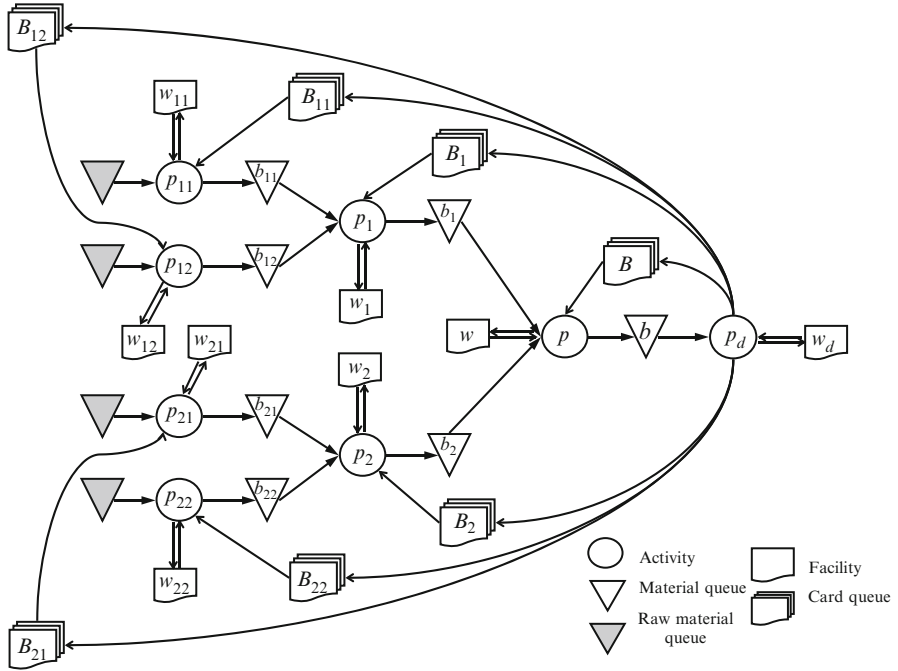 B12
w11
B11
B1
p11
b11
p1
b1
p12
b12
B
w12
w21
w1
w
p
b
pd
wd
w2
p21
b21
p2
b2
p22
b22
B2
w22
B22
B21
Activity
Facility
Material queue
Card queue
Raw material
queue